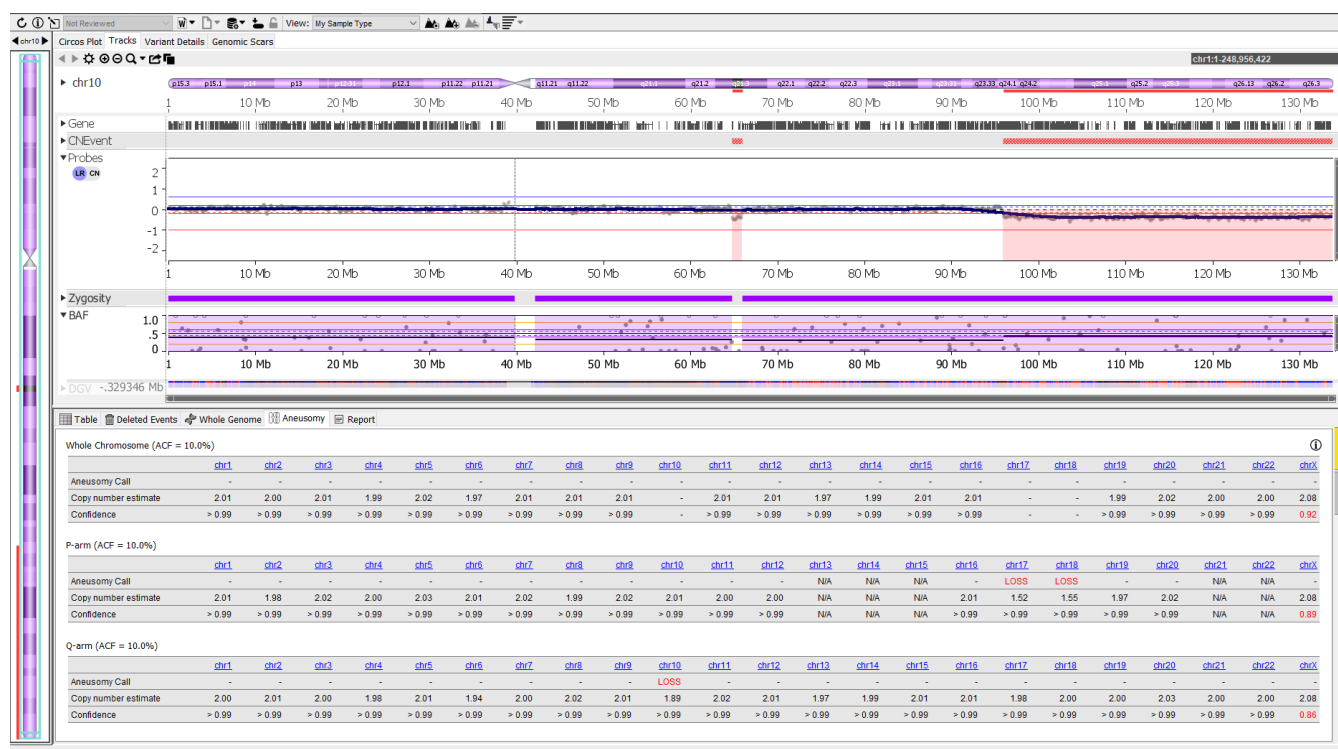 Not Reviewed View: My Sample Type
chr10 Circos Plot Tracks Variant Details Genomic Scars
chr1:1-248,956,422
chr10
p15.3 p15.1 p14 p13 p12.1 p11.22 p11.21 q11.21 q11.22 q21.1 q21.2 q22.1 q22.2 q22.3 q23.1 q23.33 q24.1 q24.2 q25.1 q25.2 q26.13 q26.2 q26.3
1 10 Mb 20 Mb 30 Mb 40 Mb 50 Mb 60 Mb 70 Mb 80 Mb 90 Mb 100 Mb 110 Mb 120 Mb 130 Mb
Gene
CNEvent
Probes
LR CN
2
1
0
-1
-2
1 10 Mb 20 Mb 30 Mb 40 Mb 50 Mb 60 Mb 70 Mb 80 Mb 90 Mb 100 Mb 110 Mb 120 Mb 130 Mb
Zygosity
BAF
1.0
.5
0
1 10 Mb 20 Mb 30 Mb 40 Mb 50 Mb 60 Mb 70 Mb 80 Mb 90 Mb 100 Mb 110 Mb 120 Mb 130 Mb
DGV -.329346 Mb
Table Deleted Events Whole Genome Aneusomy Report
Whole Chromosome (ACF = 10.0%)
chr1 chr2 chr3 chr4 chr5 chr6 chr7 chr8 chr9 chr10 chr11 chr12 chr13 chr14 chr15 chr16 chr17 chr18 chr19 chr20 chr21 chr22 chrX
Aneusomy Call - - - - - - - - - - - - - - - - - - - - - - -
Copy number estimate 2.01 2.00 2.01 1.99 2.02 1.97 2.01 2.01 2.01 - 2.01 2.01 1.97 1.99 2.01 2.01 - - 1.99 2.02 2.00 2.00 2.08
Confidence > 0.99 > 0.99 > 0.99 > 0.99 > 0.99 > 0.99 > 0.99 > 0.99 > 0.99 - > 0.99 > 0.99 > 0.99 > 0.99 > 0.99 > 0.99 - - > 0.99 > 0.99 > 0.99 > 0.99 0.92
P-arm (ACF = 10.0%)
chr1 chr2 chr3 chr4 chr5 chr6 chr7 chr8 chr9 chr10 chr11 chr12 chr13 chr14 chr15 chr16 chr17 chr18 chr19 chr20 chr21 chr22 chrX
Aneusomy Call - - - - - - - - - - - - N/A N/A N/A - LOSS LOSS - - N/A N/A -
Copy number estimate 2.01 1.98 2.02 2.00 2.03 2.01 2.02 1.99 2.02 2.01 2.00 2.00 N/A N/A N/A 2.01 1.52 1.55 1.97 2.02 N/A N/A 2.08
Confidence > 0.99 > 0.99 > 0.99 > 0.99 > 0.99 > 0.99 > 0.99 > 0.99 > 0.99 > 0.99 > 0.99 > 0.99 N/A N/A N/A > 0.99 > 0.99 > 0.99 > 0.99 > 0.99 N/A N/A 0.89
Q-arm (ACF = 10.0%)
chr1 chr2 chr3 chr4 chr5 chr6 chr7 chr8 chr9 chr10 chr11 chr12 chr13 chr14 chr15 chr16 chr17 chr18 chr19 chr20 chr21 chr22 chrX
Aneusomy Call - - - - - - - - - LOSS - - - - - - - - - - - - -
Copy number estimate 2.00 2.01 2.00 1.98 2.01 1.94 2.00 2.02 2.01 1.89 2.02 2.01 1.97 1.99 2.01 2.01 1.98 2.00 2.00 2.03 2.00 2.00 2.08
Confidence > 0.99 > 0.99 > 0.99 > 0.99 > 0.99 > 0.99 > 0.99 > 0.99 > 0.99 > 0.99 > 0.99 > 0.99 > 0.99 > 0.99 > 0.99 > 0.99 > 0.99 > 0.99 > 0.99 > 0.99 > 0.99 > 0.99 0.86